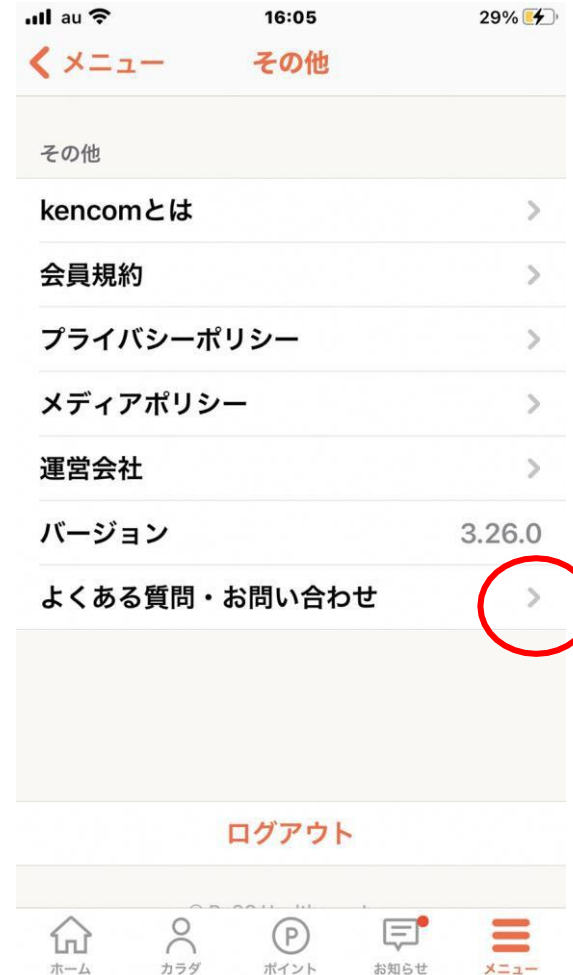 au 16:05 29%
メニュー その他
その他
kencomとは
会員規約
プライバシーポリシー
メディアポリシー
運営会社
バージョン 3.26.0
よくある質問・お問い合わせ
ログアウト
P
ホーム カラダ ポイント お知らせ メニュー